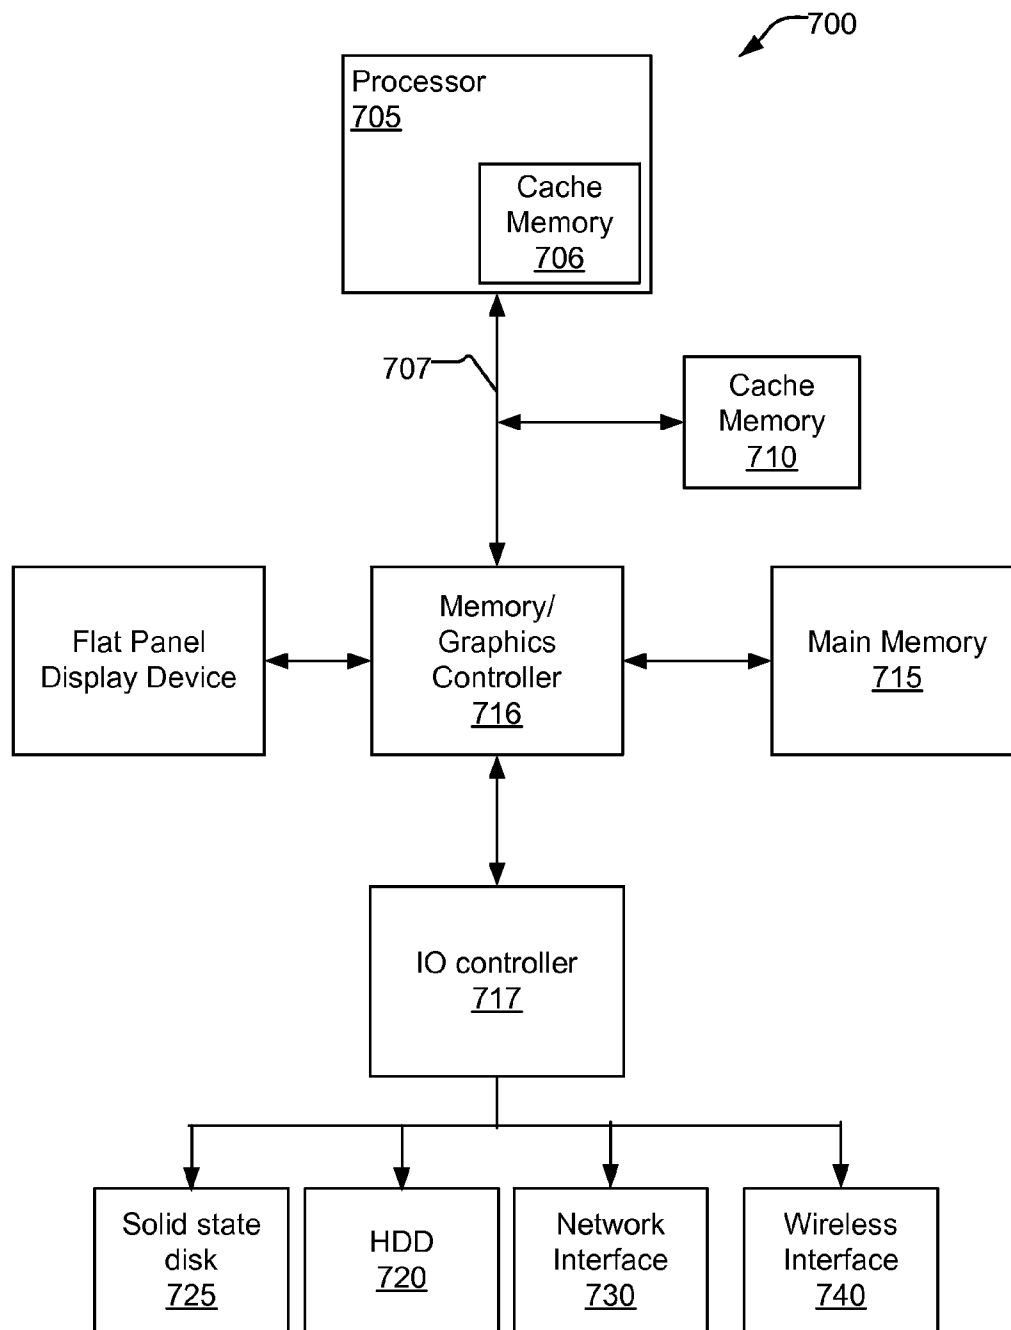 700
Processor
705
Cache
Memory
706
707
Cache
Memory
710
Flat Panel
Display Device
Memory/
Graphics
Controller
716
Main Memory
715
IO controller
717
Solid state
disk
725
HDD
720
Network
Interface
730
Wireless
Interface
740